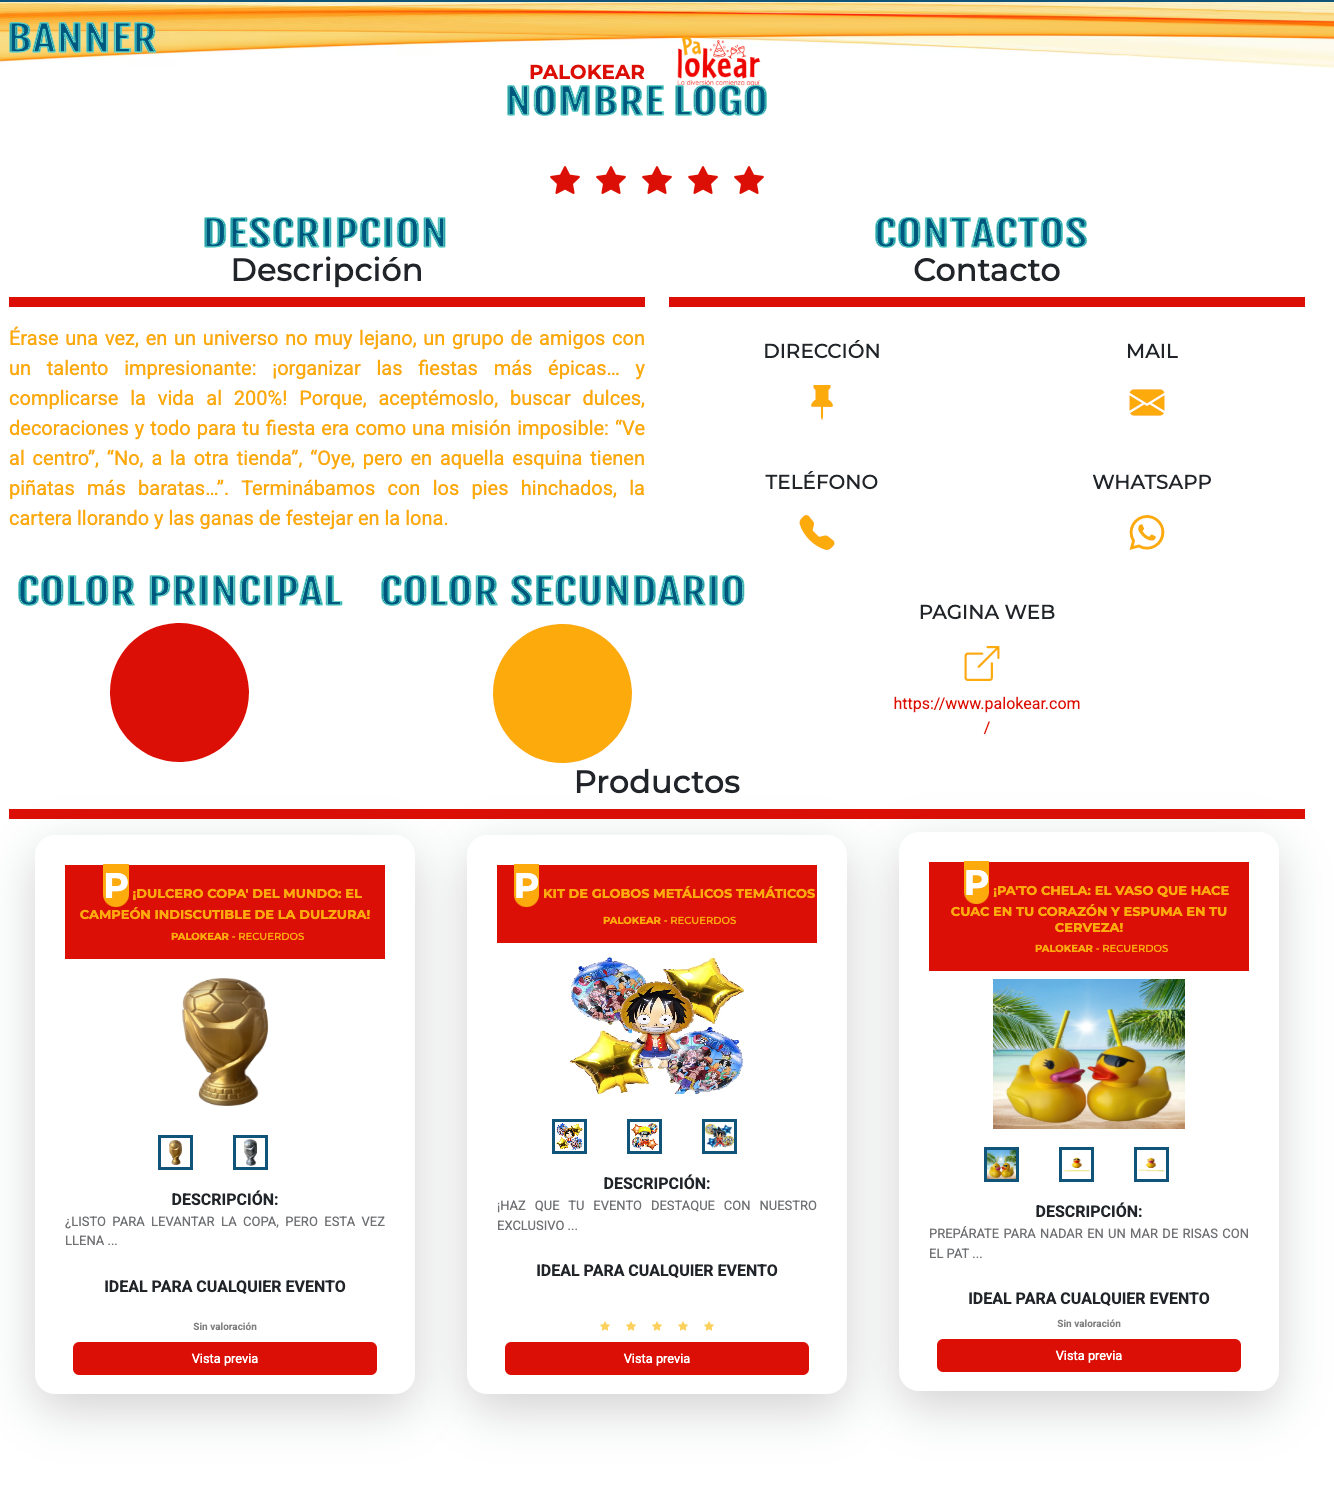 BANNER
Pa
lokear
La diversión comienza aquí
PALOKEAR
NOMBRE LOGO
DESCRIPCION
Descripción
Érase una vez, en un universo no muy lejano, un grupo de amigos con
un talento impresionante: ¡organizar las fiestas más épicas… y
complicarse la vida al 200%! Porque, aceptémoslo, buscar dulces,
decoraciones y todo para tu fiesta era como una misión imposible: “Ve
al centro”, “No, a la otra tienda”, “Oye, pero en aquella esquina tienen
piñatas más baratas…”. Terminábamos con los pies hinchados, la
cartera llorando y las ganas de festejar en la lona.
COLOR PRINCIPAL
COLOR SECUNDARIO
CONTACTOS
Contacto
DIRECCIÓN
MAIL
TELÉFONO
WHATSAPP
PAGINA WEB
https://www.palokear.com
/
Productos
P ¡DULCERO COPA' DEL MUNDO: EL
CAMPEÓN INDISCUTIBLE DE LA DULZURA!
PALOKEAR - RECUERDOS
DESCRIPCIÓN:
¿LISTO PARA LEVANTAR LA COPA, PERO ESTA VEZ
LLENA ...
IDEAL PARA CUALQUIER EVENTO
Sin valoración
Vista previa
P KIT DE GLOBOS METÁLICOS TEMÁTICOS
PALOKEAR - RECUERDOS
DESCRIPCIÓN:
¡HAZ QUE TU EVENTO DESTAQUE CON NUESTRO
EXCLUSIVO ...
IDEAL PARA CUALQUIER EVENTO
Vista previa
P ¡PA'TO CHELA: EL VASO QUE HACE
CUAC EN TU CORAZÓN Y ESPUMA EN TU
CERVEZA!
PALOKEAR - RECUERDOS
DESCRIPCIÓN:
PREPÁRATE PARA NADAR EN UN MAR DE RISAS CON
EL PAT ...
IDEAL PARA CUALQUIER EVENTO
Sin valoración
Vista previa